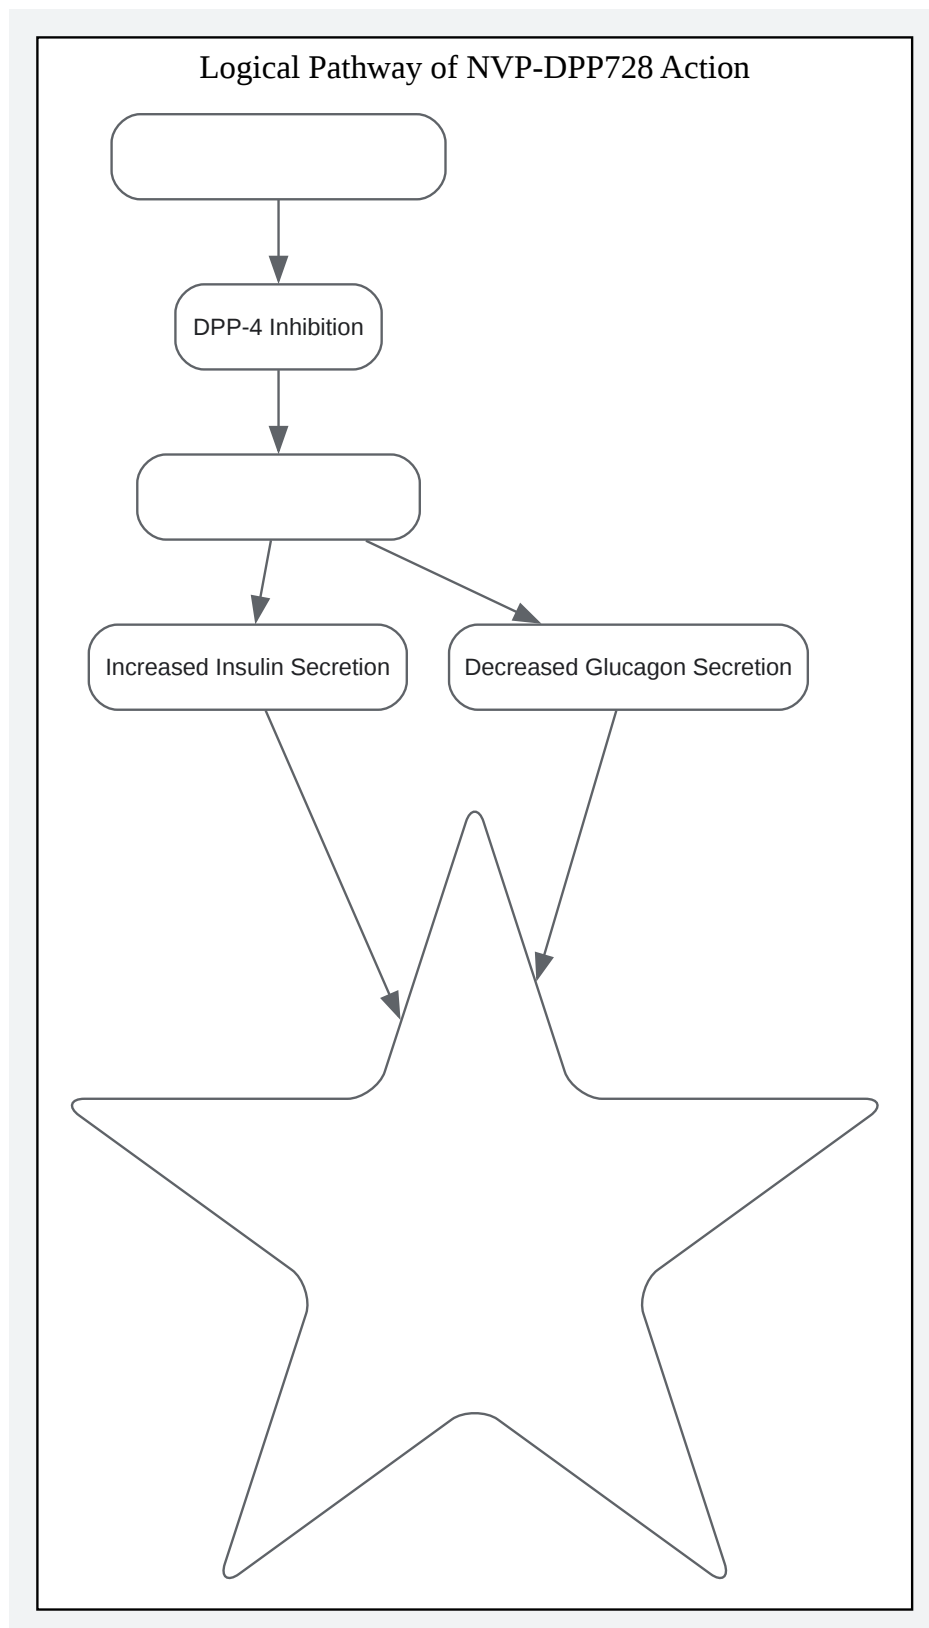 Logical Pathway of NVP-DPP728 Action
DPP-4 Inhibition
Increased Insulin Secretion
Decreased Glucagon Secretion